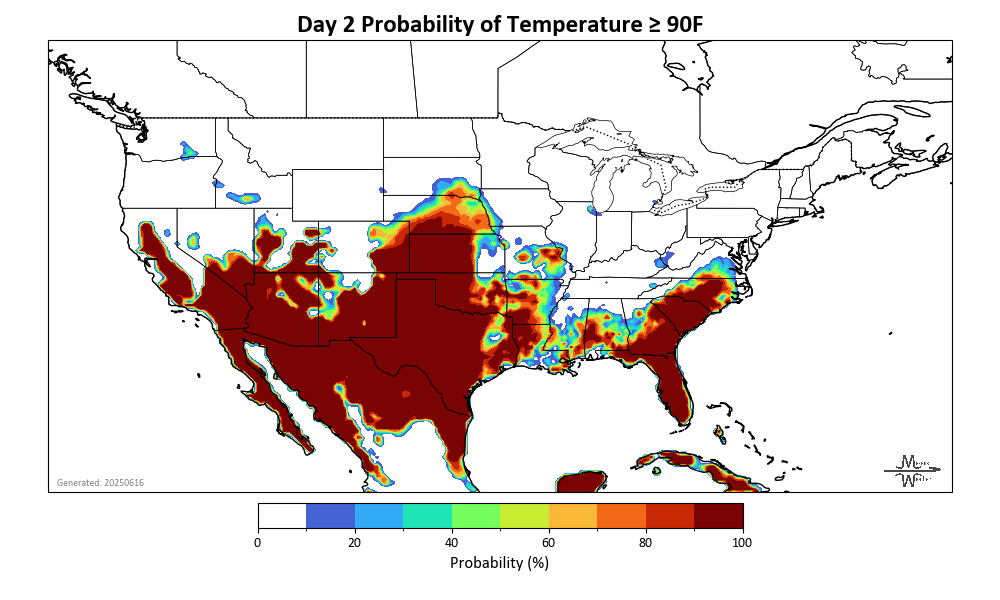 Day 2 Probability of Temperature ≥ 90F
Generated: 20250616
0 20 40 60 80 100
Probability (%)